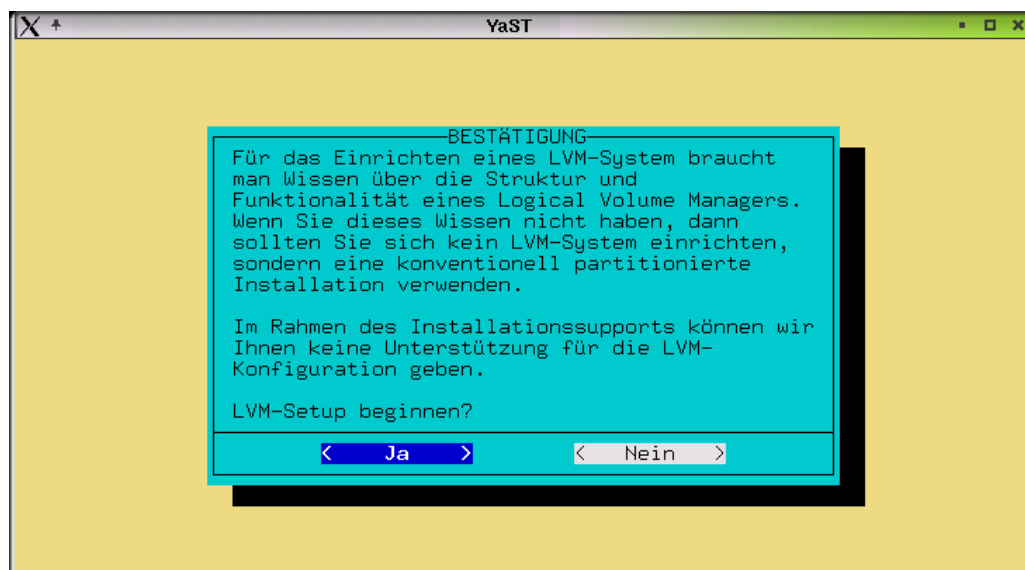 YaST
BESTÄTIGUNG
Für das Einrichten eines LVM-System braucht
man Wissen über die Struktur und
Funktionalität eines Logical Volume Managers.
Wenn Sie dieses Wissen nicht haben, dann
sollten Sie sich kein LVM-System einrichten,
sondern eine konventionell partitionierte
Installation verwenden.
Im Rahmen des Installationssupports können wir
Ihnen keine Unterstützung für die LVM-
Konfiguration geben.
LVM-Setup beginnen?
< Ja > < Nein >